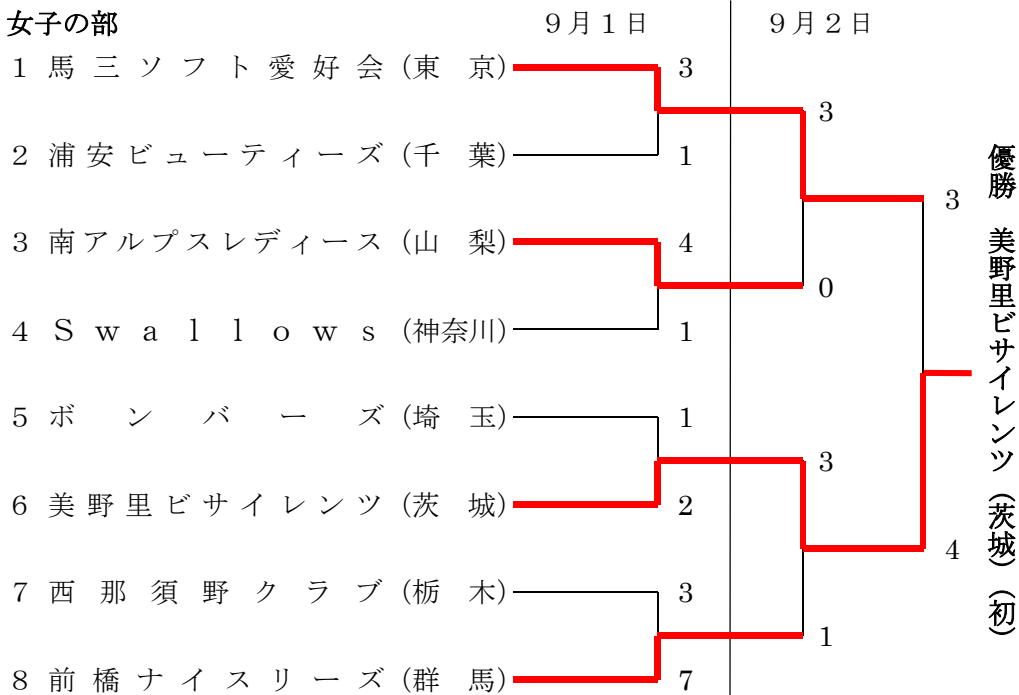 女子の部
９月１日
９月２日
1 馬三ソフト愛好会(東　京)
3
3
2 浦安ビューティーズ(千　葉)
1
3
3 南アルプスレディース(山　梨)
4
0
4 Ｓｗａｌｌｏｗｓ(神奈川)
1
5 ボンバーズ(埼　玉)
1
3
6 美野里ビサイレンツ(茨　城)
2
4
7 西那須野クラブ(栃　木)
3
1
8 前橋ナイスリーズ(群　馬)
7
優勝　美野里ビサイレンツ（茨城）（初）